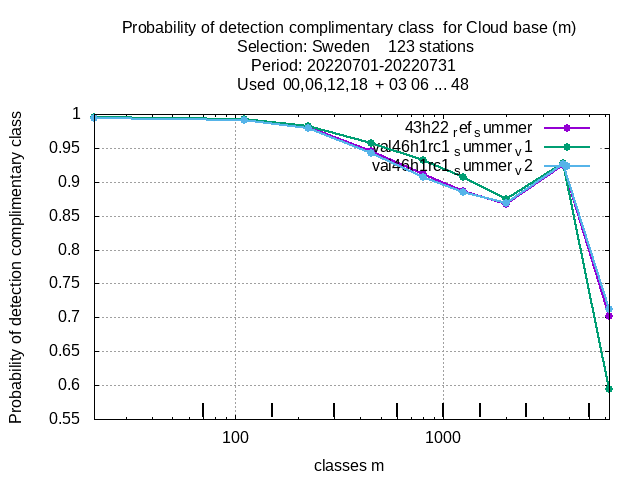 Probability of detection complimentary class  for Cloud base (m)
Selection: Sweden    123 stations
Period: 20220701-20220731
Used  00,06,12,18  + 03 06 ... 48
Probability of detection complimentary class
1
0.95
0.9
0.85
0.8
0.75
0.7
0.65
0.6
0.55
43h22_ref_summer
val46h1rc1_summer_v1
val46h1rc1_summer_v2
100
1000
classes m